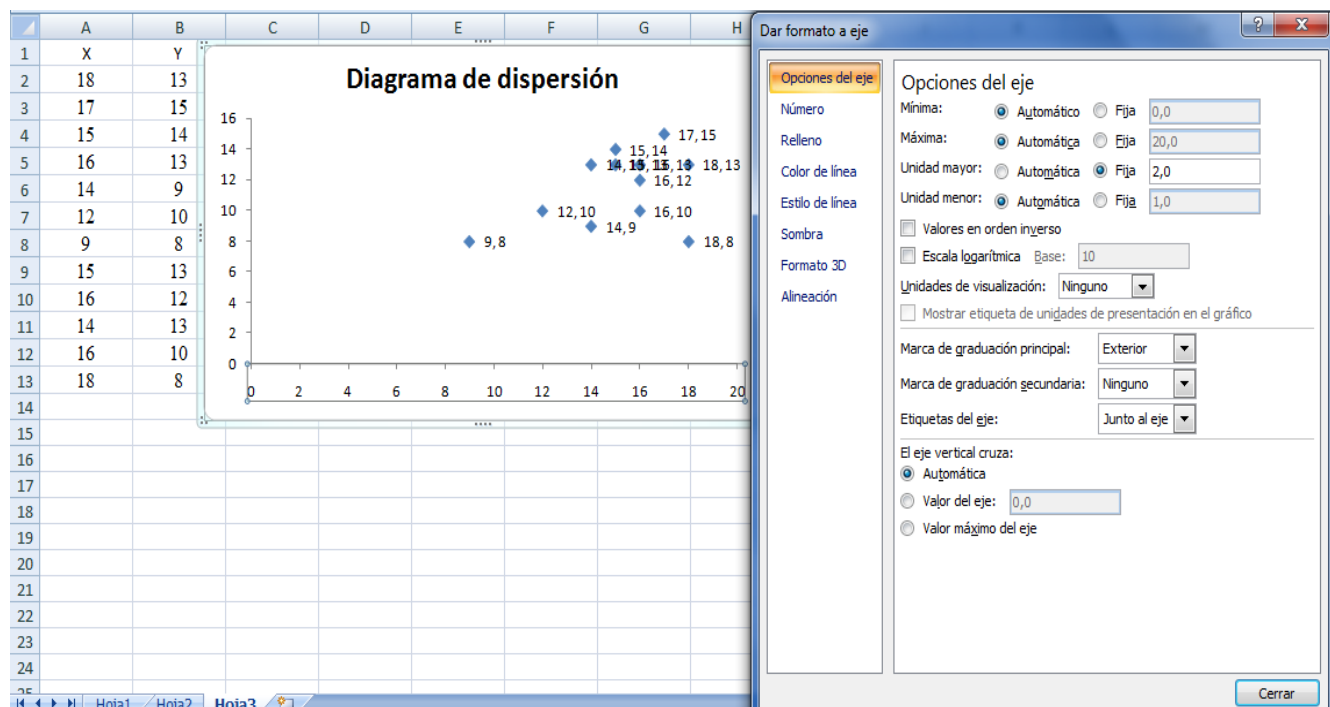 A B C D E F G H
1 X Y
2 18 13
3 17 15
4 15 14
5 16 13
6 14 9
7 12 10
8 9 8
9 15 13
10 16 12
11 14 13
12 16 10
13 18 8
14
15
16
17
18
19
20
21
22
23
24
25
Diagrama de dispersión
16
14
12
10
8
6
4
2
0
0 2 4 6 8 10 12 14 16 18 20
17, 15
15, 14
18, 13
16, 12
12, 10
16, 10
14, 9
9, 8
18, 8
Hoja1 Hoja2 Hoja3
Dar formato a eje
Opciones del eje
Número
Relleno
Color de línea
Estilo de línea
Sombra
Formato 3D
Alineación
Opciones del eje
Mínima: Automático Fija 0,0
Máxima: Automática Fija 20,0
Unidad mayor: Automática Fija 2,0
Unidad menor: Automática Fija 1,0
Valores en orden inverso
Escala logarítmica Base: 10
Unidades de visualización: Ninguno
Mostrar etiqueta de unidades de presentación en el gráfico
Marca de graduación principal: Exterior
Marca de graduación secundaria: Ninguno
Etiquetas del eje: Junto al eje
El eje vertical cruza:
Automática
Valor del eje: 0,0
Valor máximo del eje
Cerrar